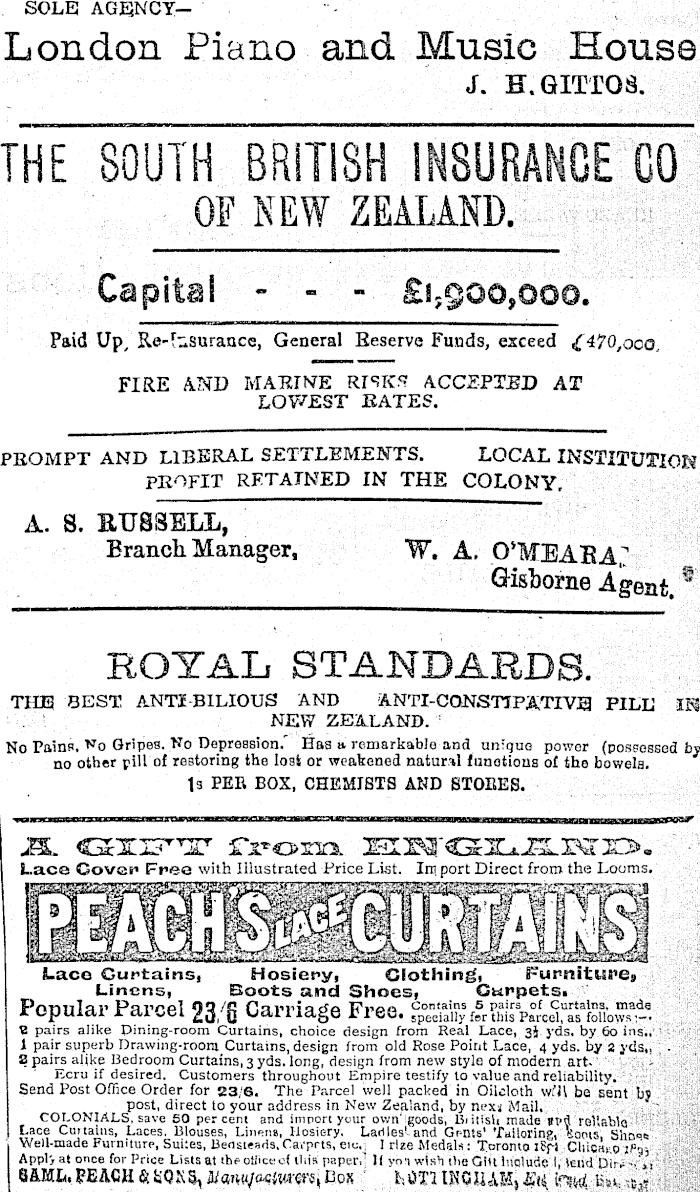 SOLE AGENCY—
London Piano and Music House
J. H. GITTOS.
THE SOUTH BRITISH INSURANCE CO
OF NEW ZEALAND.
Capital - - - £1,900,000.
Paid Up, Re-Insurance, General Reserve Funds, exceed £470,000.
FIRE AND MARINE RISKS ACCEPTED AT
LOWEST RATES.
PROMPT AND LIBERAL SETTLEMENTS. LOCAL INSTITUTION
PROFIT RETAINED IN THE COLONY.
A. S. RUSSELL,
Branch Manager,
W. A. O'MEARA,
Gisborne Agent.
ROYAL STANDARDS.
THE BEST ANTI-BILIOUS AND ANTI-CONSTIPATIVE PILL IN
NEW ZEALAND.
No Pains, No Gripes, No Depression. Has a remarkable and unique power (possessed by
no other pill of restoring the lost or weakened natural functions of the bowels.
1s PER BOX, CHEMISTS AND STORES.
A GIFT from ENGLAND.
Lace Cover Free with Illustrated Price List. Import Direct from the Looms.
PEACH'S LACE CURTAINS
Lace Curtains, Hosiery, Clothing, Furniture,
Linens, Boots and Shoes, Carpets.
Popular Parcel 23/6 Carriage Free. Contains 5 pairs of Curtains, made
specially for this Parcel, as follows:—
2 pairs alike Dining-room Curtains, choice design from Real Lace, 3½ yds. by 60 ins.,
1 pair superb Drawing-room Curtains, design from old Rose Point Lace, 4 yds. by 2 yds.,
2 pairs alike Bedroom Curtains, 3 yds. long, design from new style of modern art.
Ecru if desired. Customers throughout Empire testify to value and reliability.
Send Post Office Order for 23/6. The Parcel well packed in Oilcloth will be sent by
post, direct to your address in New Zealand, by next Mail.
COLONIALS, save 50 per cent and import your own goods, British made and reliable
Lace Curtains, Laces, Blouses, Linens, Hosiery. Ladies' and Gents' Tailoring, Boots, Shoes
Well-made Furniture, Suites, Bedsteads, Carpets, etc. Prize Medals: Toronto Chicago 1893
Apply at once for Price Lists at the office of this paper. If you wish the Gift Include
SAML. PEACH & SONS, Manufacturers, Box NOTTINGHAM,